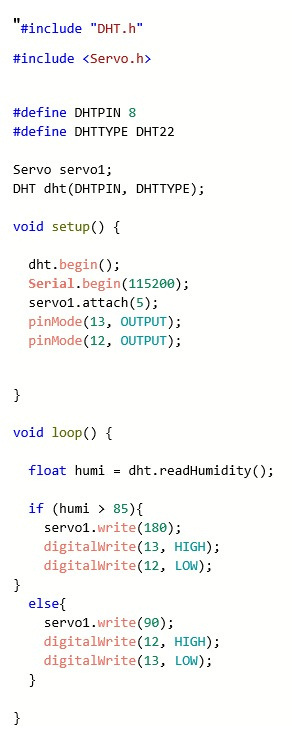 "#include "DHT.h"
#include <Servo.h>
#define DHTPIN 8
#define DHTTYPE DHT22
Servo servo1;
DHT dht(DHTPIN, DHTTYPE);
void setup() {
dht.begin();
Serial.begin(115200);
servo1.attach(5);
pinMode(13, OUTPUT);
pinMode(12, OUTPUT);
}
void loop() {
float humi = dht.readHumidity();
if (humi > 85){
servo1.write(180);
digitalWrite(13, HIGH);
digitalWrite(12, LOW);
}
else{
servo1.write(90);
digitalWrite(12, HIGH);
digitalWrite(13, LOW);
}
}